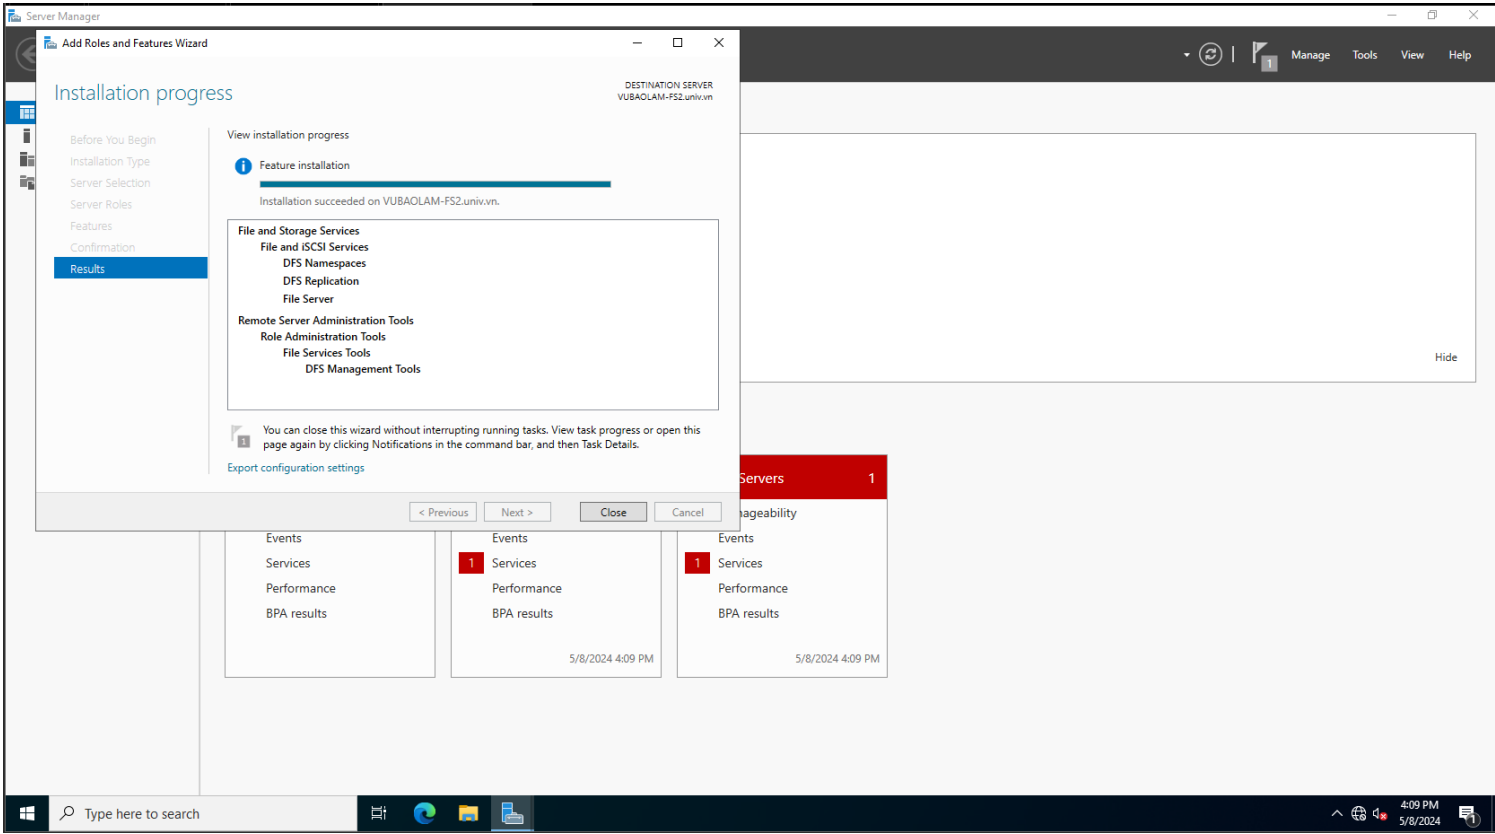 Server Manager
Add Roles and Features Wizard
1
Manage
Tools
View
Help
Installation progress
DESTINATION SERVER
VUBAOLAM-FS2.univ.vn
Before You Begin
Installation Type
Server Selection
Server Roles
Features
Confirmation
Results
View installation progress
Feature installation
Installation succeeded on VUBAOLAM-FS2.univ.vn.
File and Storage Services
File and iSCSI Services
DFS Namespaces
DFS Replication
File Server
Remote Server Administration Tools
Role Administration Tools
File Services Tools
DFS Management Tools
1
You can close this wizard without interrupting running tasks. View task progress or open this
page again by clicking Notifications in the command bar, and then Task Details.
Export configuration settings
< Previous
Next >
Close
Cancel
Hide
Servers 1
nageability
Events
Services
Performance
BPA results
Events
1 Services
Performance
BPA results
5/8/2024 4:09 PM
Events
1 Services
Performance
BPA results
5/8/2024 4:09 PM
Type here to search
4:09 PM
5/8/2024
1